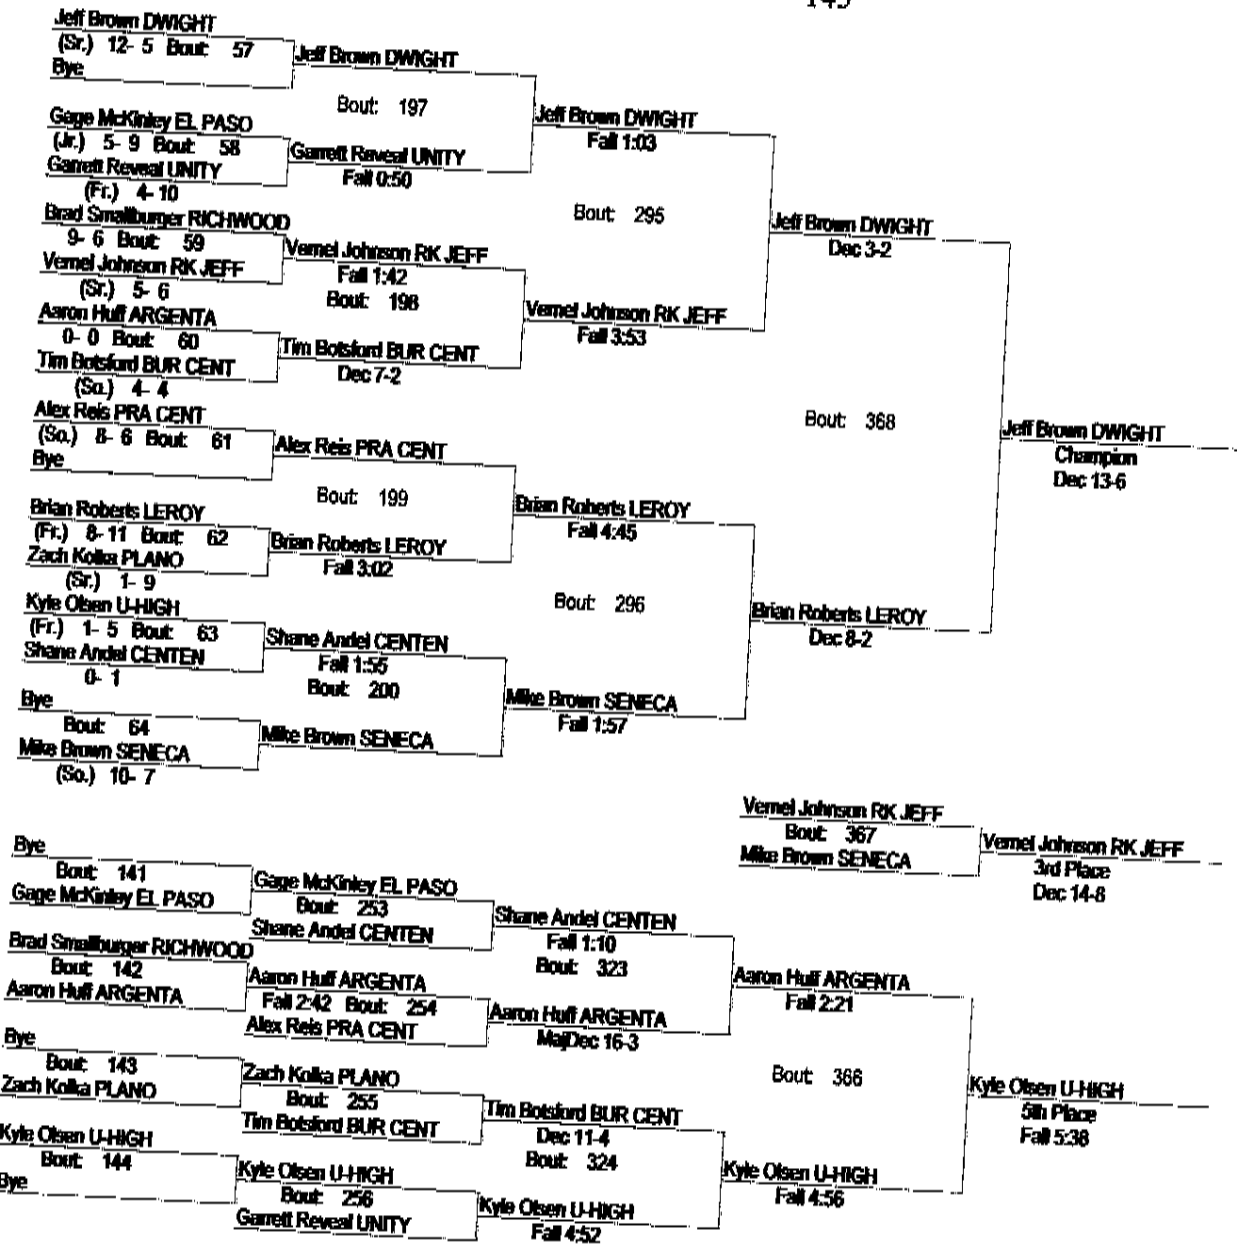 Jeff Brown DWIGHT
(Sr.) 12- 5 Bout: 57
Bye
Jeff Brown DWIGHT
Bout: 197
Gage McKinley EL PASO
(Jr.) 5- 9 Bout: 58
Garrett Reveal UNITY
(Fr.) 4- 10
Garrett Reveal UNITY
Fall 0:50
Jeff Brown DWIGHT
Fall 1:03
Bout: 295
Brad Smallburger RICHWOOD
9- 6 Bout: 59
Vernel Johnson RK JEFF
(Sr.) 5- 6
Vernel Johnson RK JEFF
Fall 1:42
Bout: 198
Aaron Huff ARGENTA
0- 0 Bout: 60
Tim Botsford BUR CENT
(So.) 4- 4
Tim Botsford BUR CENT
Dec 7-2
Vernel Johnson RK JEFF
Fall 3:53
Jeff Brown DWIGHT
Dec 3-2
Bout: 368
Alex Reis PRA CENT
(So.) 8- 6 Bout: 61
Bye
Alex Reis PRA CENT
Bout: 199
Brian Roberts LEROY
(Fr.) 8- 11 Bout: 62
Zach Kolka PLANO
(Sr.) 1- 9
Brian Roberts LEROY
Fall 3:02
Brian Roberts LEROY
Fall 4:45
Bout: 296
Kyle Olsen U-HIGH
(Fr.) 1- 5 Bout: 63
Shane Andel CENTEN
0- 1
Shane Andel CENTEN
Fall 1:55
Bout: 200
Bye
Bout: 64
Mike Brown SENECA
(So.) 10- 7
Mike Brown SENECA
Mike Brown SENECA
Fall 1:57
Brian Roberts LEROY
Dec 8-2
Jeff Brown DWIGHT
Champion
Dec 13-6
Vernel Johnson RK JEFF
Bout: 367
Mike Brown SENECA
Vernel Johnson RK JEFF
3rd Place
Dec 14-8
Bye
Bout: 141
Gage McKinley EL PASO
Gage McKinley EL PASO
Bout: 253
Shane Andel CENTEN
Shane Andel CENTEN
Fall 1:10
Bout: 323
Brad Smallburger RICHWOOD
Bout: 142
Aaron Huff ARGENTA
Aaron Huff ARGENTA
Fall 2:42 Bout: 254
Alex Reis PRA CENT
Aaron Huff ARGENTA
MajDec 16-3
Aaron Huff ARGENTA
Fall 2:21
Bout: 366
Bye
Bout: 143
Zach Kolka PLANO
Zach Kolka PLANO
Bout: 255
Tim Botsford BUR CENT
Tim Botsford BUR CENT
Dec 11-4
Bout: 324
Kyle Olsen U-HIGH
Bout: 144
Bye
Kyle Olsen U-HIGH
Bout: 256
Garrett Reveal UNITY
Kyle Olsen U-HIGH
Fall 4:52
Kyle Olsen U-HIGH
Fall 4:56
Kyle Olsen U-HIGH
5th Place
Fall 5:38